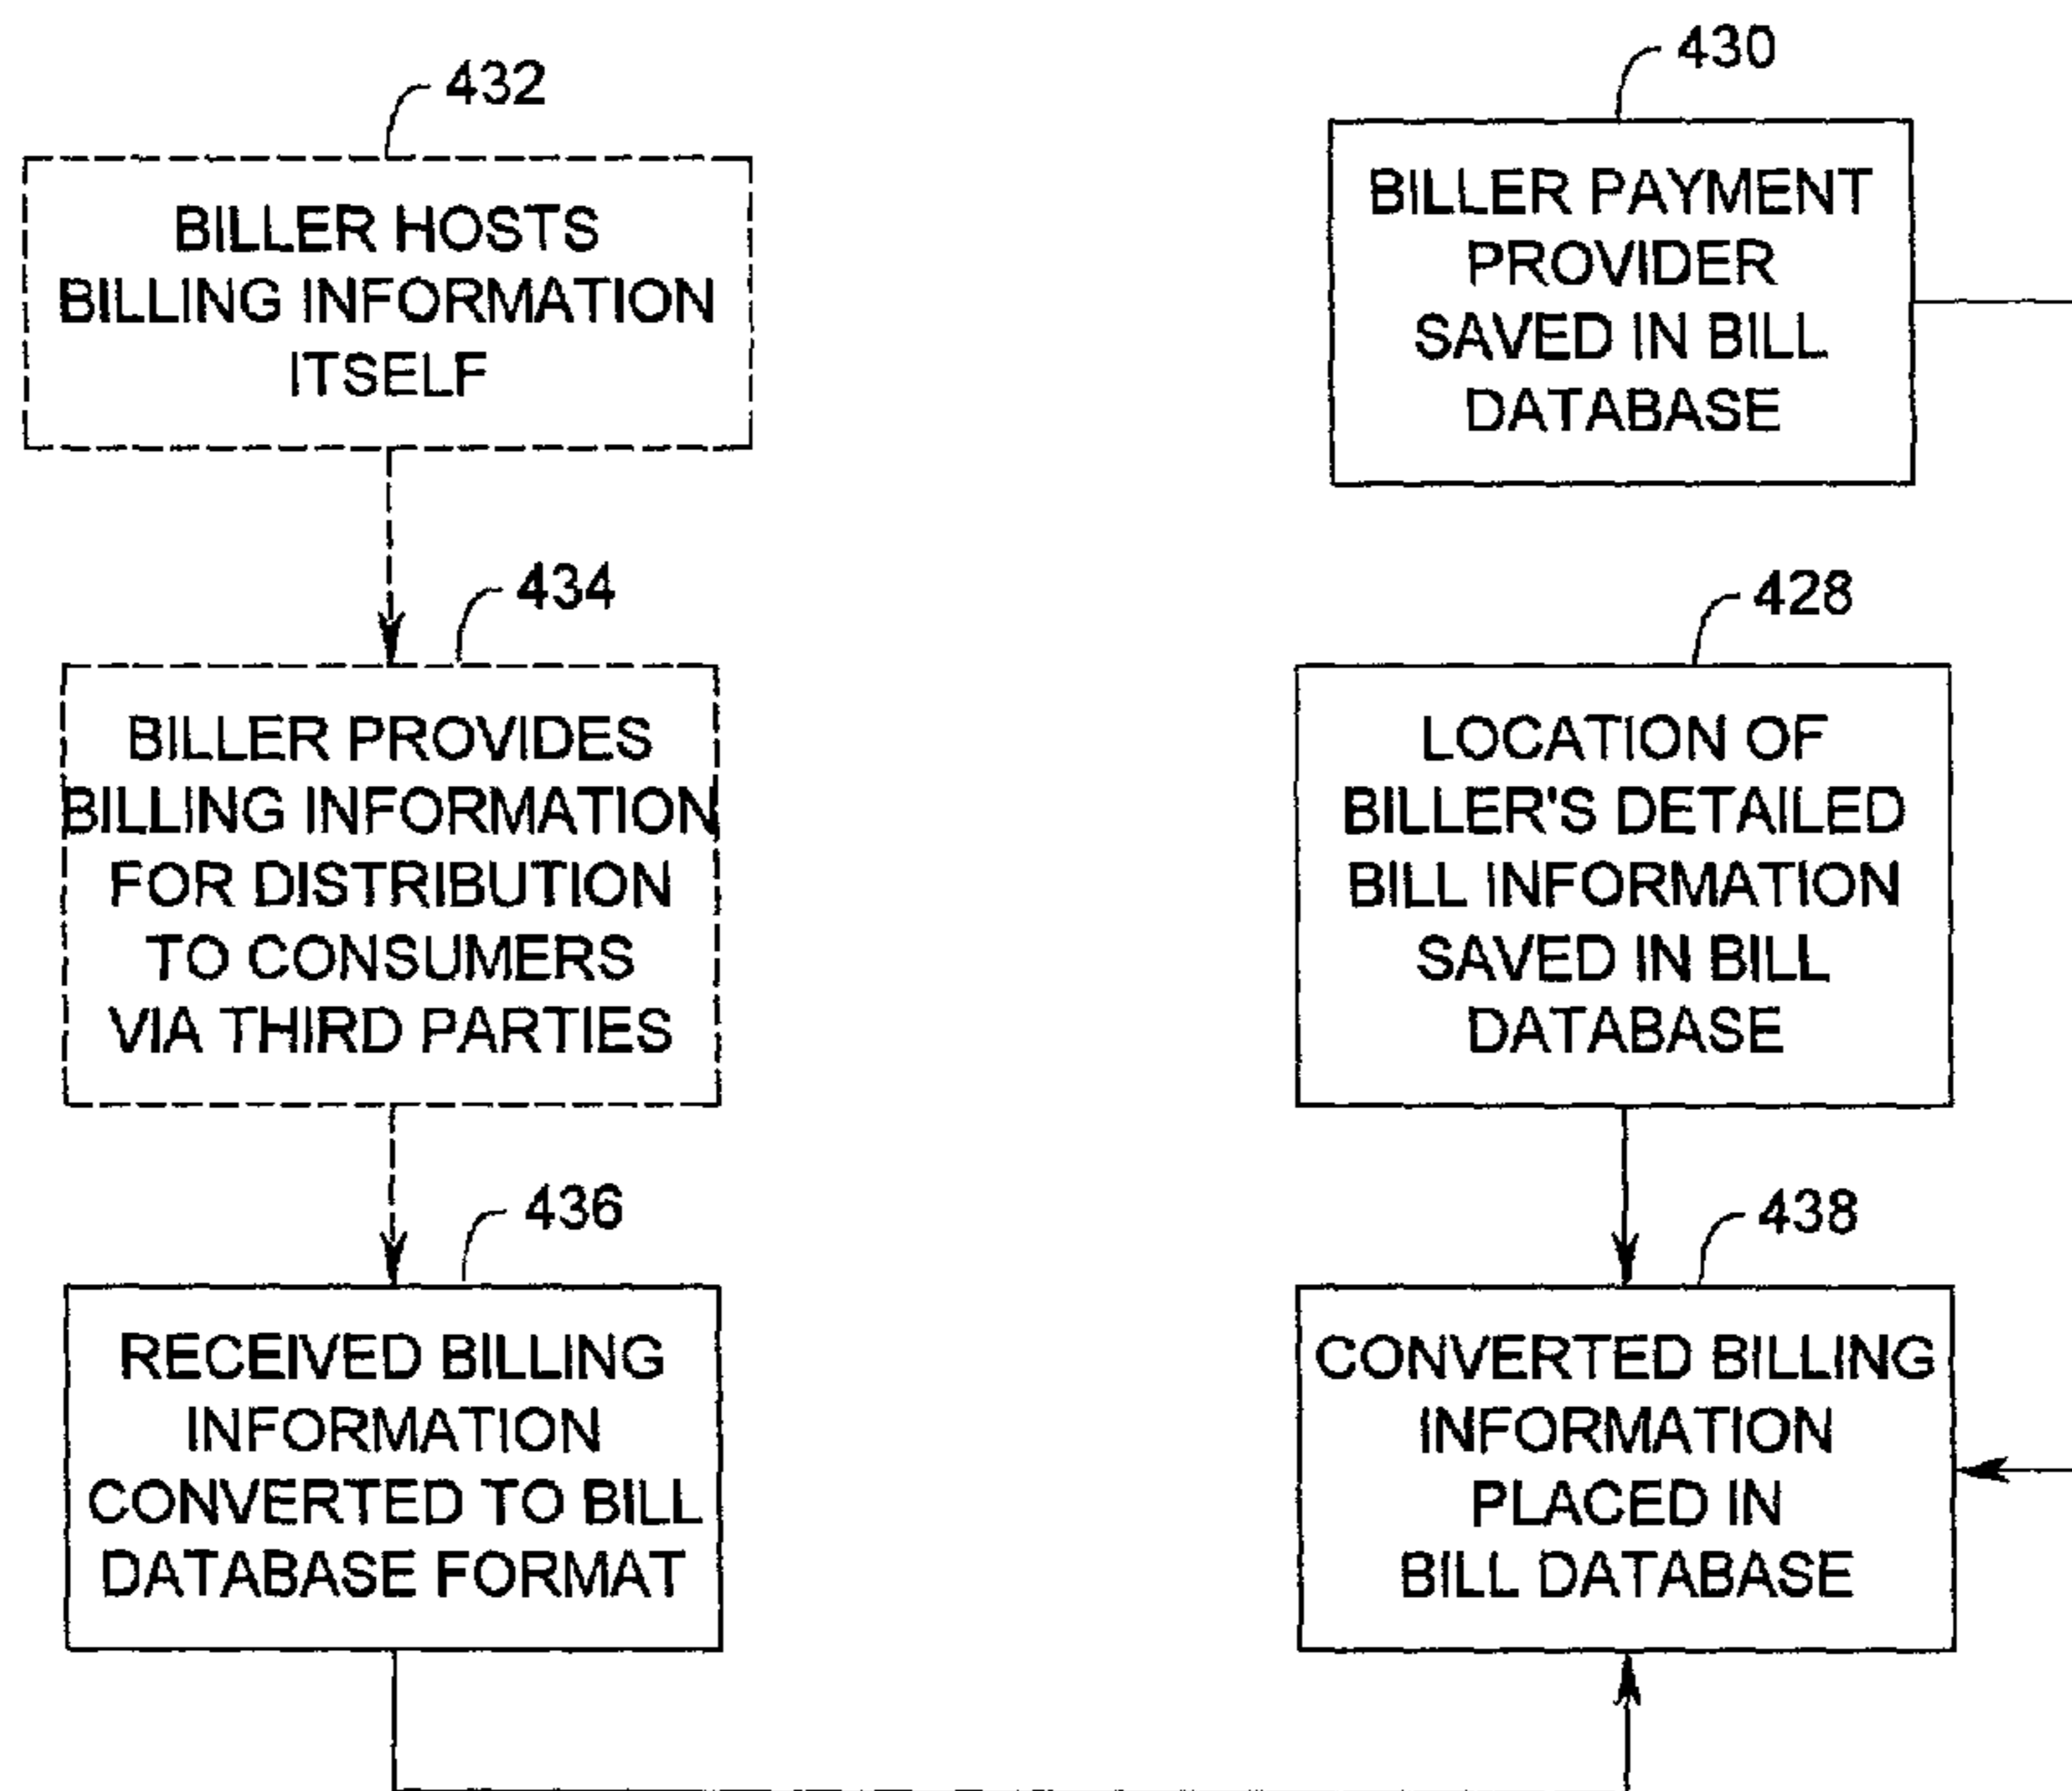 432
BILLER HOSTS
BILLING INFORMATION
ITSELF
434
BILLER PROVIDES
BILLING INFORMATION
FOR DISTRIBUTION
TO CONSUMERS
VIA THIRD PARTIES
436
RECEIVED BILLING
INFORMATION
CONVERTED TO BILL
DATABASE FORMAT
430
BILLER PAYMENT
PROVIDER
SAVED IN BILL
DATABASE
428
LOCATION OF
BILLER'S DETAILED
BILL INFORMATION
SAVED IN BILL
DATABASE
438
CONVERTED BILLING
INFORMATION
PLACED IN
BILL DATABASE